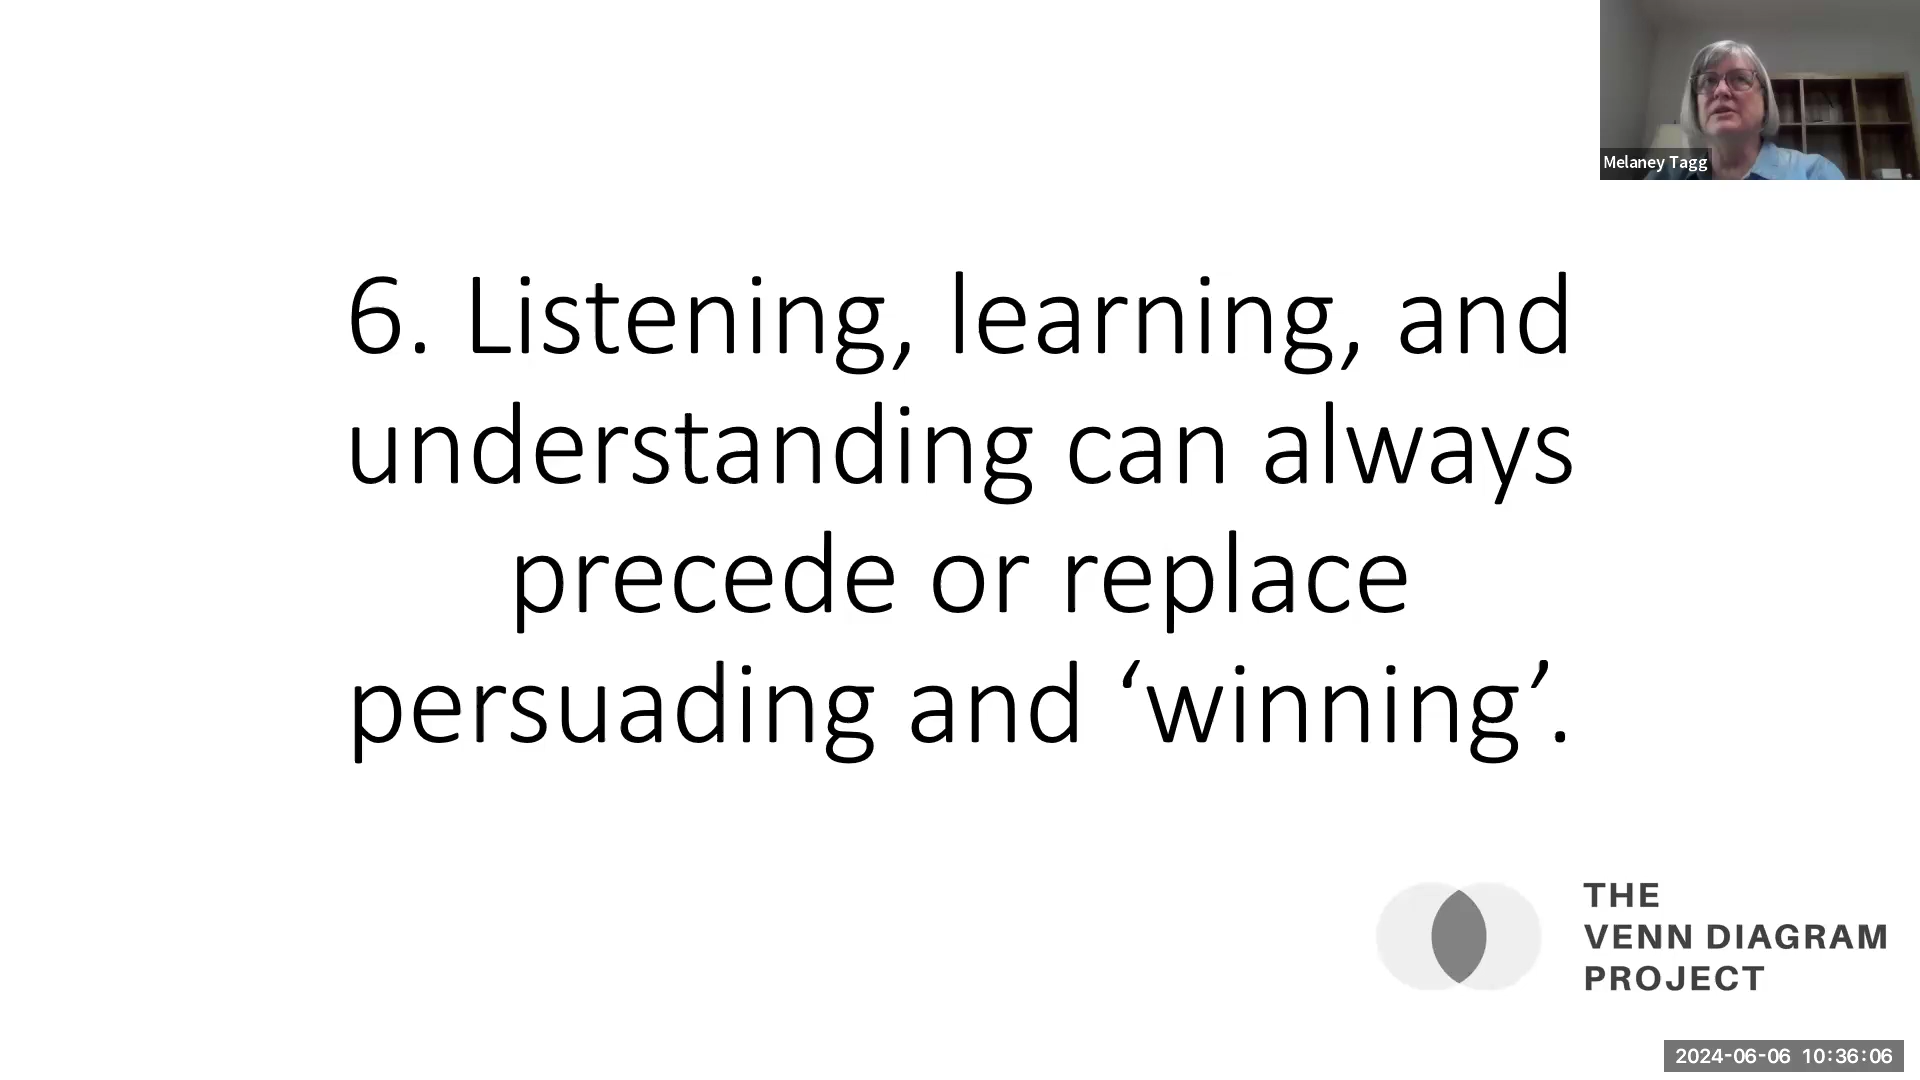 Melaney Tagg
6. Listening, learning, and
understanding can always
precede or replace
persuading and ‘winning’.
THE
VENN DIAGRAM
PROJECT
2024-06-06 10:36:06